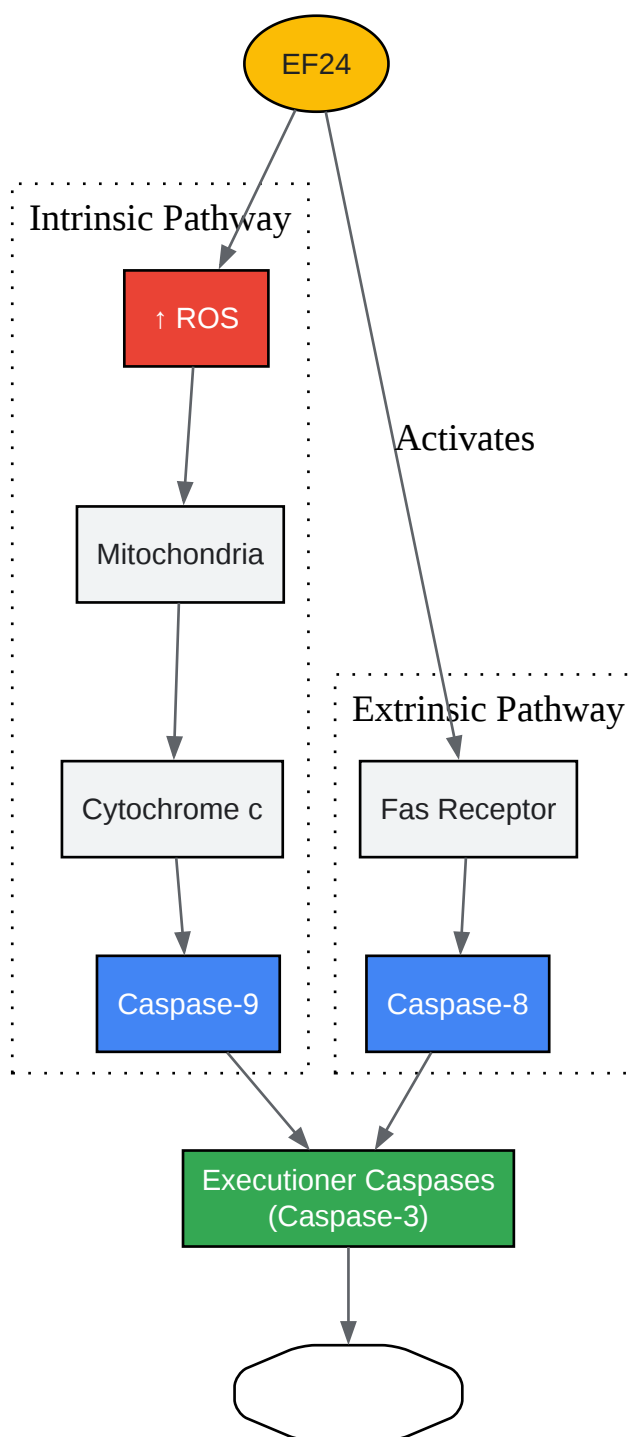 EF24
Intrinsic Pathway
↑ ROS
Activates
Mitochondria
Extrinsic Pathway
Cytochrome c
Fas Receptor
Caspase-9
Caspase-8
Executioner Caspases
(Caspase-3)